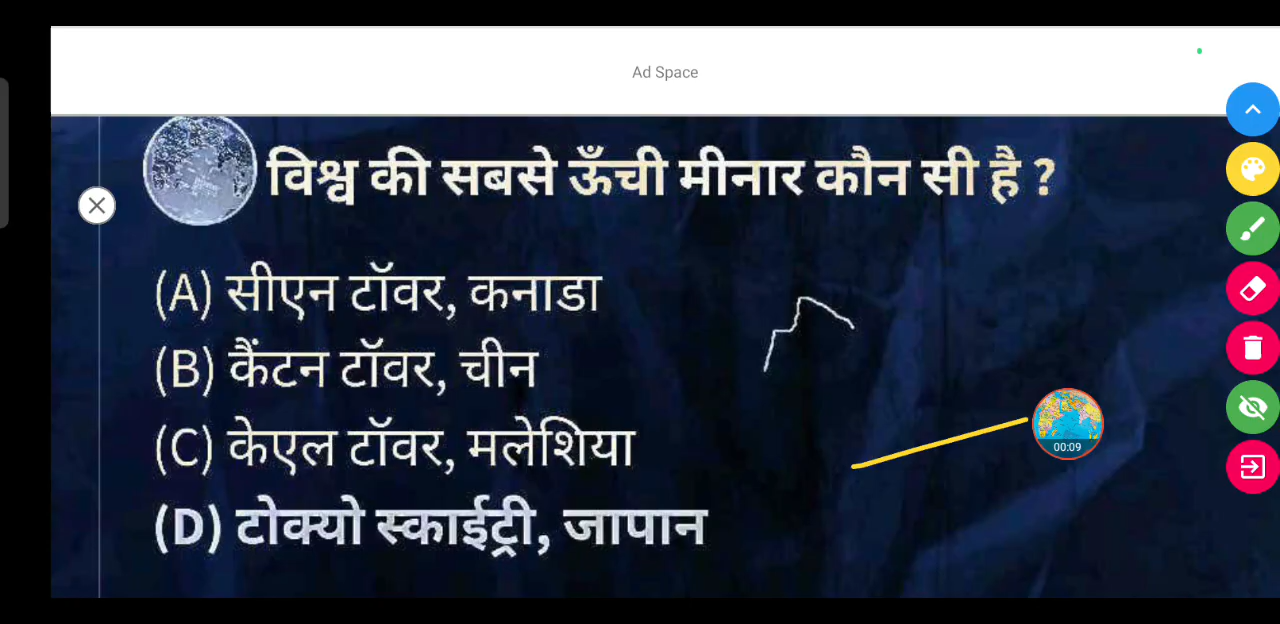 Ad Space
विश्व की सबसे ऊँची मीनार कौन सी है ?
(A) सीएन टॉवर, कनाडा
(B) कैंटन टॉवर, चीन
(C) केएल टॉवर, मलेशिया
00:09
(D) टोक्यो स्काईट्री, जापान